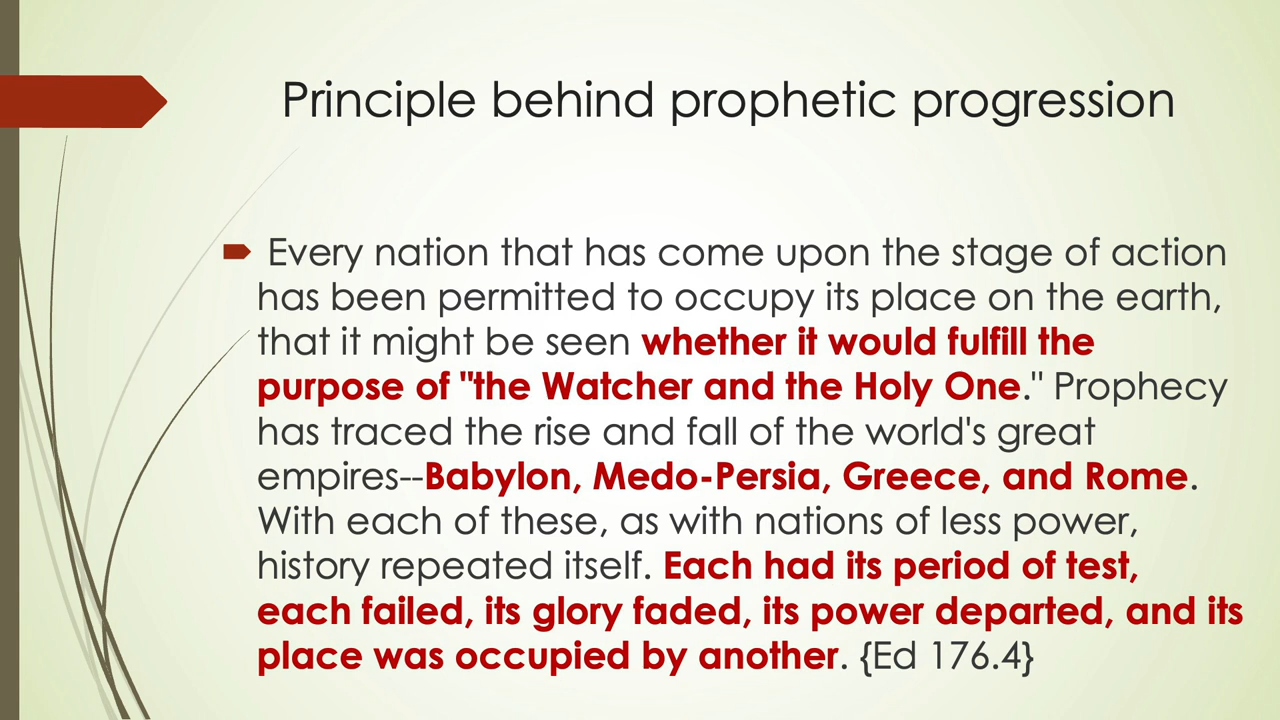 Principle behind prophetic progression
Every nation that has come upon the stage of action
has been permitted to occupy its place on the earth,
that it might be seen whether it would fulfill the
purpose of "the Watcher and the Holy One." Prophecy
has traced the rise and fall of the world's great
empires--Babylon, Medo-Persia, Greece, and Rome.
With each of these, as with nations of less power,
history repeated itself. Each had its period of test,
each failed, its glory faded, its power departed, and its
place was occupied by another. {Ed 176.4}